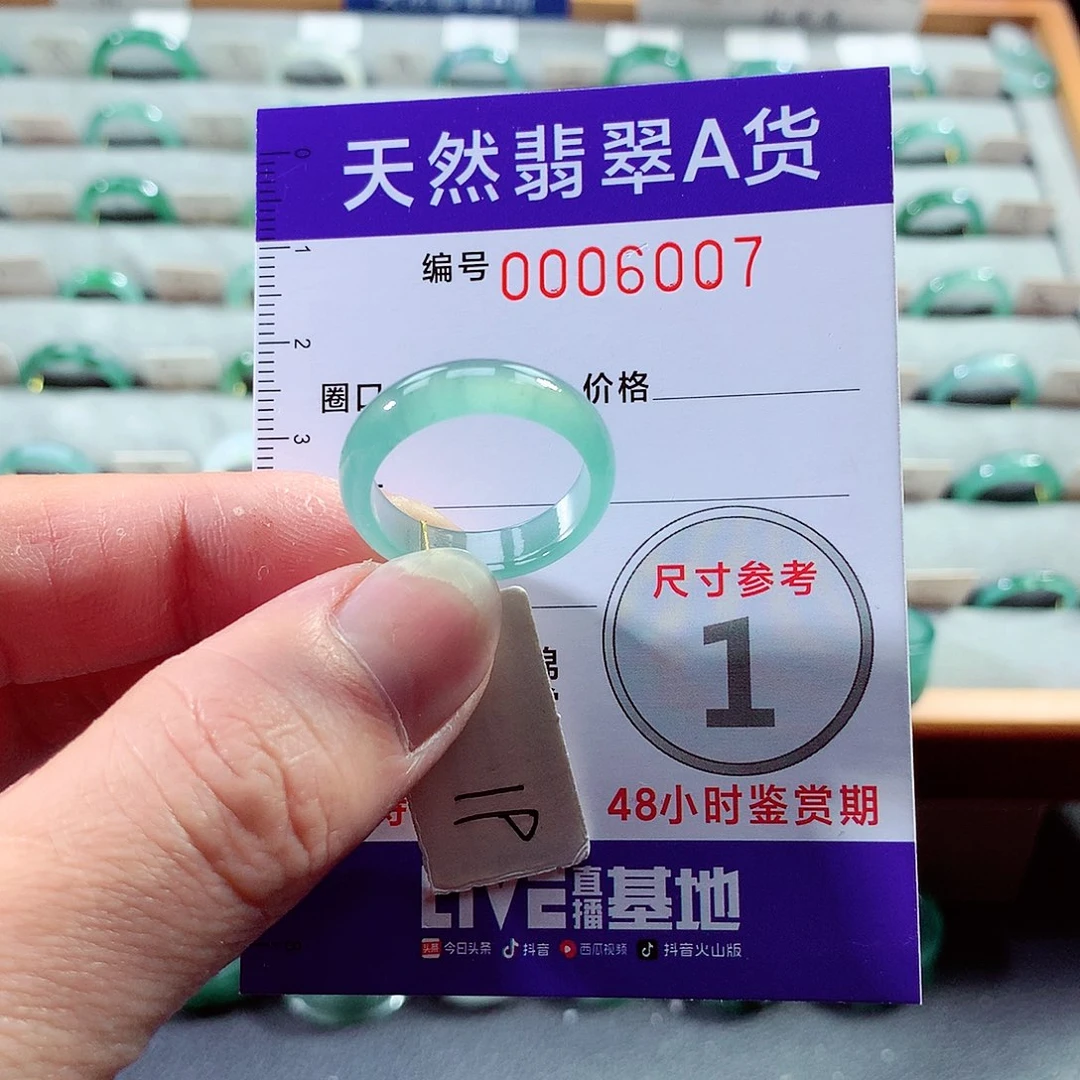 天然翡翠A货
编号 0006007
圈口
价格
尺寸参考
1
48小时鉴赏期
LIVE直播基地
今日头条 抖音 西瓜视频 抖音火山版
0
1
2
3